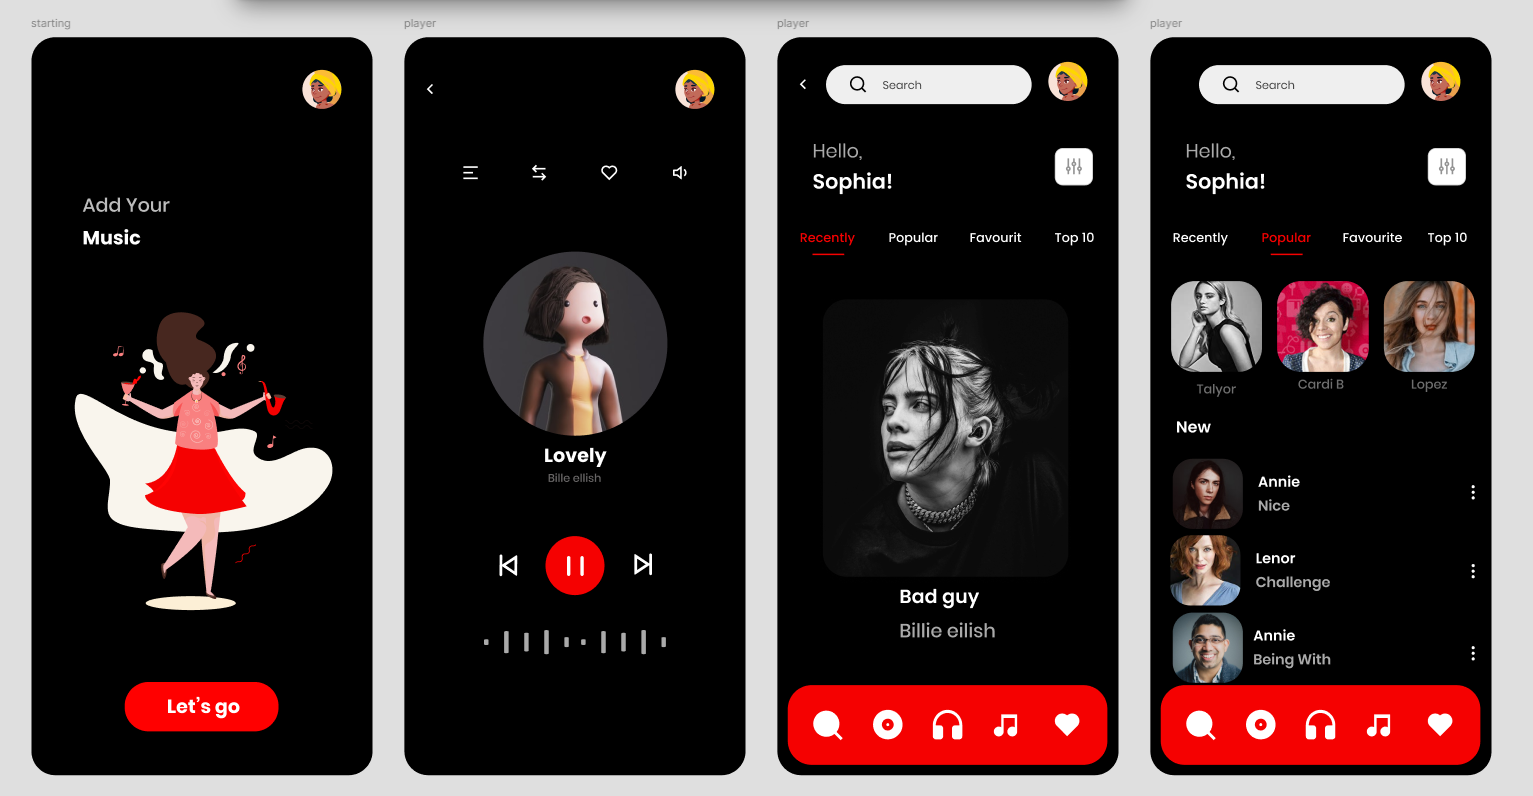 starting
player
player
player
Add Your
Music
Let's go
Lovely
Bille ellish
Search
Hello,
Sophia!
Recently Popular Favourit Top 10
Bad guy
Billie eilish
Search
Hello,
Sophia!
Recently Popular Favourite Top 10
Talyor Cardi B Lopez
New
Annie
Nice
Lenor
Challenge
Annie
Being With